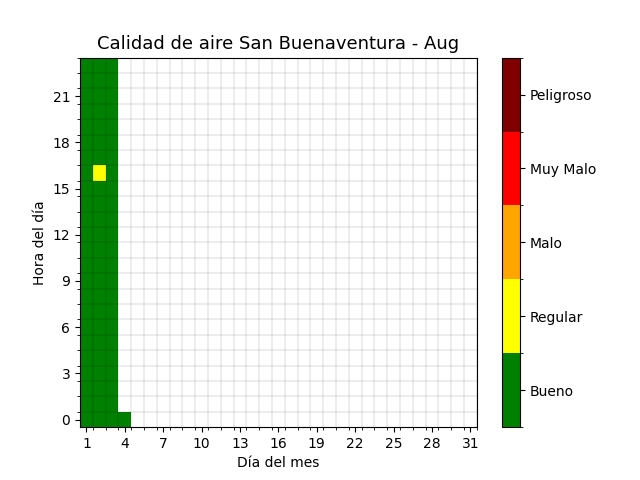 Calidad de aire San Buenaventura - Aug
Hora del día
21
18
15
12
9
6
3
0
1 4 7 10 13 16 19 22 25 28 31
Día del mes
Peligroso
Muy Malo
Malo
Regular
Bueno